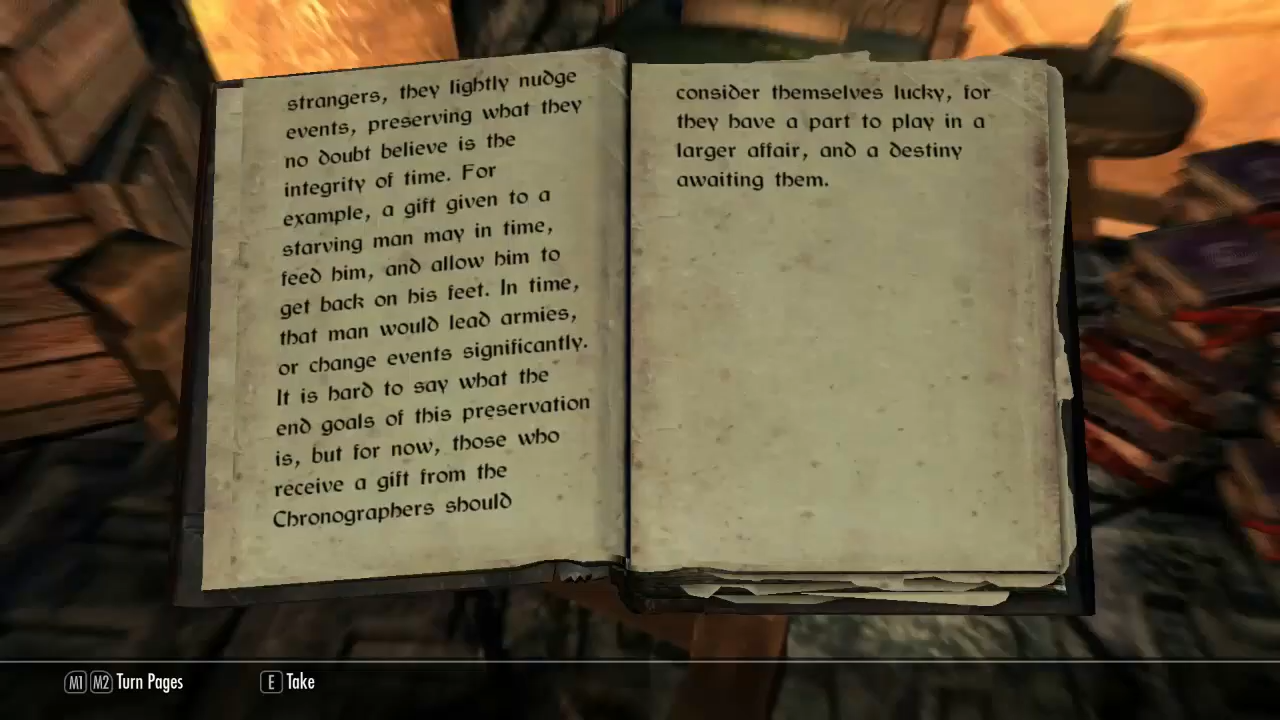 strangers, they lightly nudge
events, preserving what they
no doubt believe is the
integrity of time. For
example, a gift given to a
starving man may in time,
feed him, and allow him to
get back on his feet. In time,
that man would lead armies,
or change events significantly.
It is hard to say what the
end goals of this preservation
is, but for now, those who
receive a gift from the
Chronographers should
consider themselves lucky, for
they have a part to play in a
larger affair, and a destiny
awaiting them.
M1 M2 Turn Pages E Take